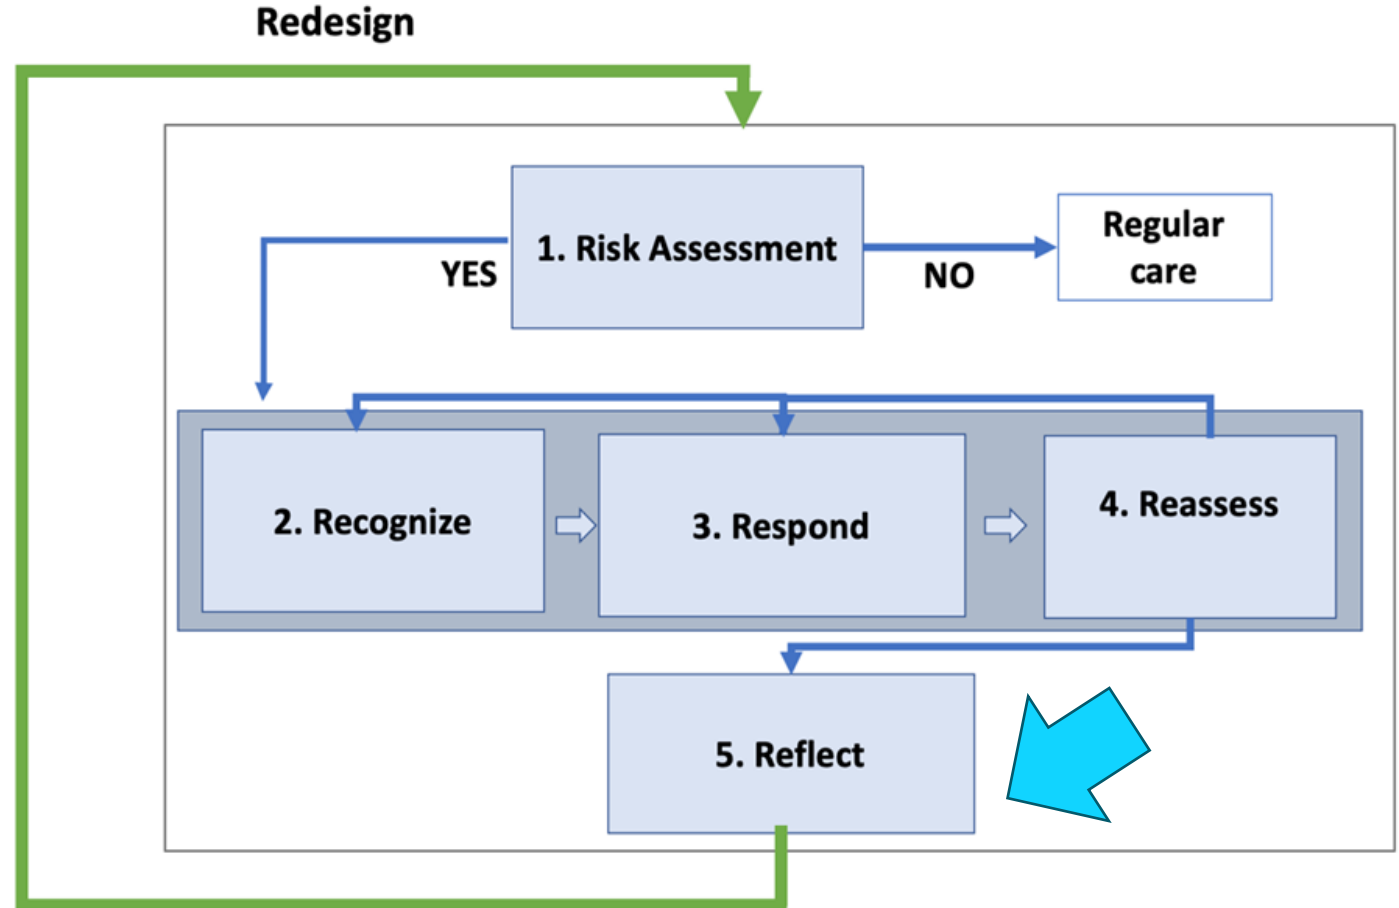 Redesign
1. Risk Assessment
Regular
care
YES
NO
2. Recognize
3. Respond
4. Reassess
5. Reflect